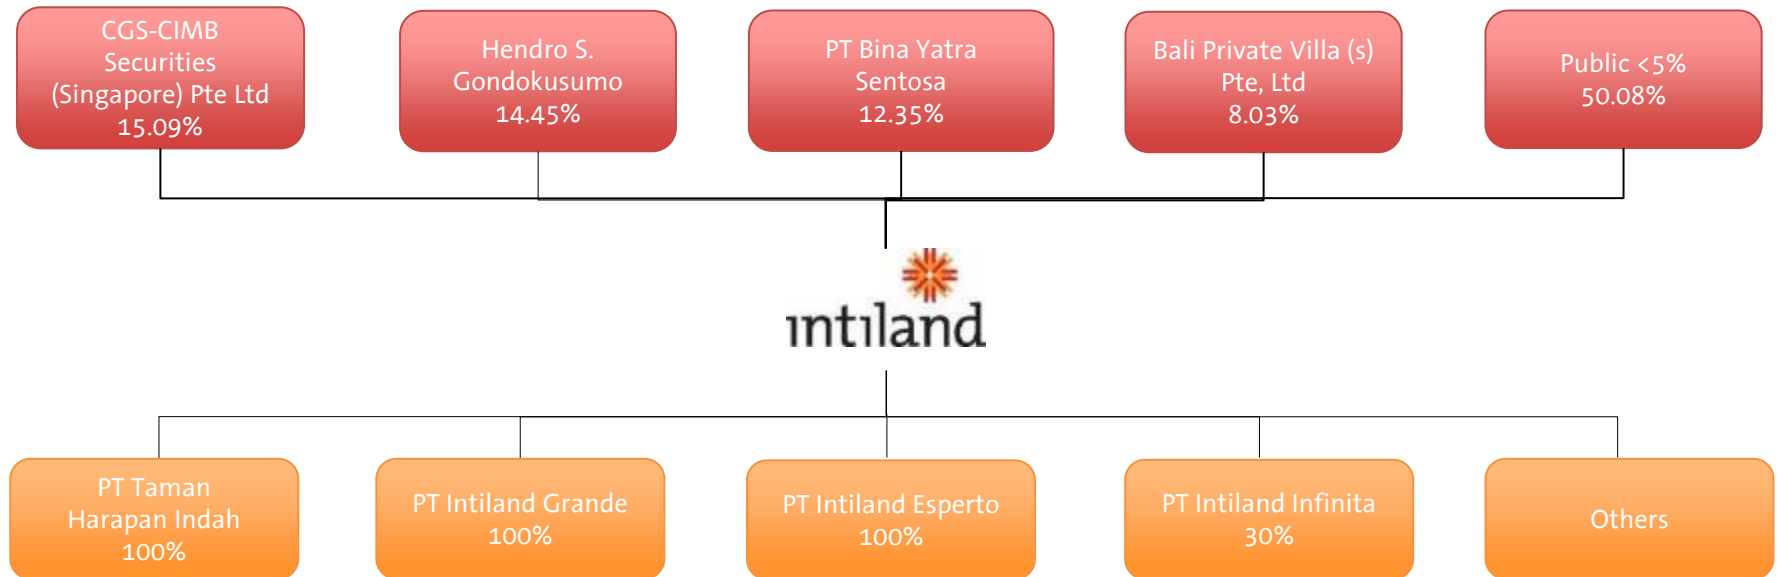 CGS-CIMB
Securities
(Singapore) Pte Ltd
15.09%
Hendro S.
Gondokusumo
14.45%
PT Bina Yatra
Sentosa
12.35%
Bali Private Villa (s)
Pte, Ltd
8.03%
Public <5%
50.08%
intiland
PT Taman
Harapan Indah
100%
PT Intiland Grande
100%
PT Intiland Esperto
100%
PT Intiland Infinita
30%
Others